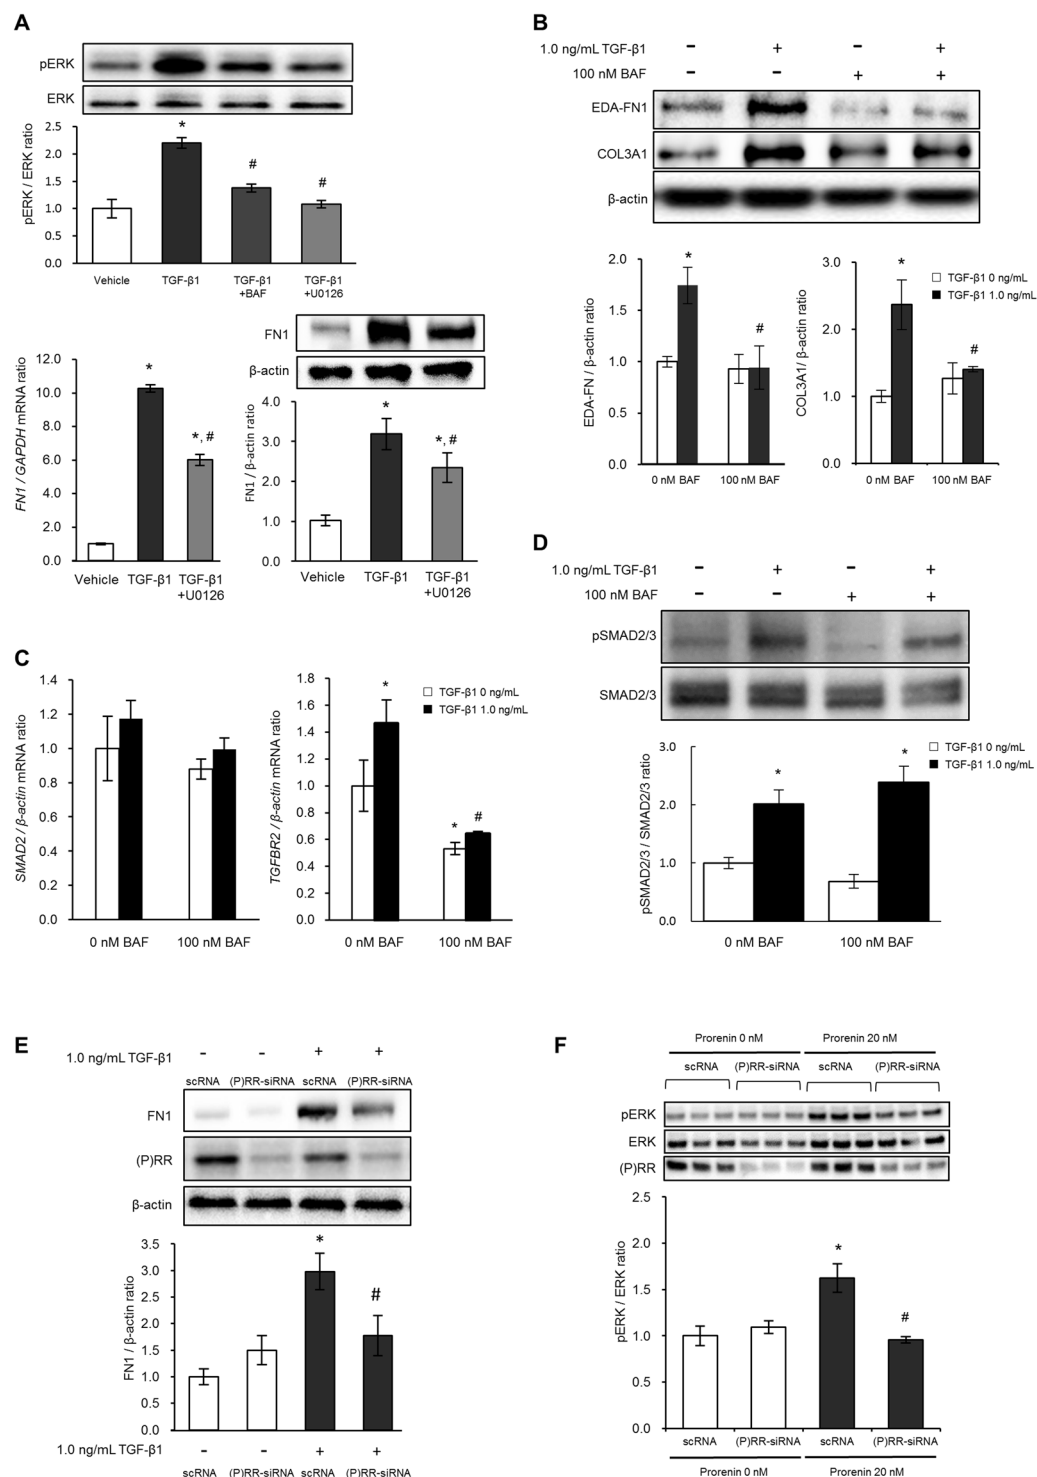 A
pERK
ERK
pERK / ERK ratio
2.5
2.0
1.5
1.0
0.5
0.0
*
#
#
Vehicle
TGF-β1
TGF-β1
+BAF
TGF-β1
+U0126
FN1 / GAPDH mRNA ratio
12.0
10.0
8.0
6.0
4.0
2.0
0.0
*
*, #
Vehicle
TGF-β1
TGF-β1
+U0126
FN1
β-actin
FN1 / β-actin ratio
4.0
3.0
2.0
1.0
0.0
*
*, #
Vehicle
TGF-β1
TGF-β1
+U0126
B
1.0 ng/mL TGF-β1 - + - +
100 nM BAF - - + +
EDA-FN1
COL3A1
β-actin
EDA-FN / β-actin ratio
2.0
1.5
1.0
0.5
0.0
*
#
0 nM BAF
100 nM BAF
COL3A1/ β-actin ratio
3.0
2.0
1.0
0.0
*
#
0 nM BAF
100 nM BAF
TGF-β1 0 ng/mL
TGF-β1 1.0 ng/mL
C
SMAD2 / β-actin mRNA ratio
1.4
1.2
1.0
0.8
0.6
0.4
0.2
0.0
0 nM BAF
100 nM BAF
TGFBR2 / β-actin mRNA ratio
1.8
1.6
1.4
1.2
1.0
0.8
0.6
0.4
0.2
0.0
*
*
#
0 nM BAF
100 nM BAF
TGF-β1 0 ng/mL
TGF-β1 1.0 ng/mL
D
1.0 ng/mL TGF-β1 - + - +
100 nM BAF - - + +
pSMAD2/3
SMAD2/3
pSMAD2/3 / SMAD2/3 ratio
3.0
2.0
1.0
0.0
*
*
0 nM BAF
100 nM BAF
TGF-β1 0 ng/mL
TGF-β1 1.0 ng/mL
E
1.0 ng/mL TGF-β1 - - + +
scRNA (P)RR-siRNA scRNA (P)RR-siRNA
FN1
(P)RR
β-actin
FN1 / β-actin ratio
3.5
3.0
2.5
2.0
1.5
1.0
0.5
0.0
*
#
1.0 ng/mL TGF-β1 - - + +
scRNA (P)RR-siRNA scRNA (P)RR-siRNA
F
Prorenin 0 nM Prorenin 20 nM
scRNA (P)RR-siRNA scRNA (P)RR-siRNA
pERK
ERK
(P)RR
pERK / ERK ratio
2.5
2.0
1.5
1.0
0.5
0.0
*
#
scRNA (P)RR-siRNA scRNA (P)RR-siRNA
Prorenin 0 nM Prorenin 20 nM